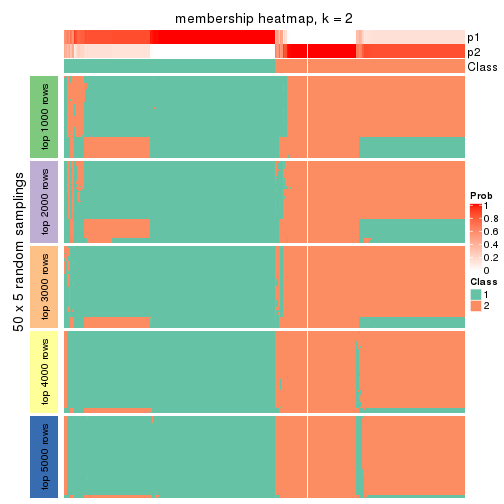 membership heatmap, k = 2
p1
p2
Class
50 x 5 random samplings
top 1000 rows
top 2000 rows
top 3000 rows
top 4000 rows
top 5000 rows
Prob
1
0.8
0.6
0.4
0.2
0
Class
1
2